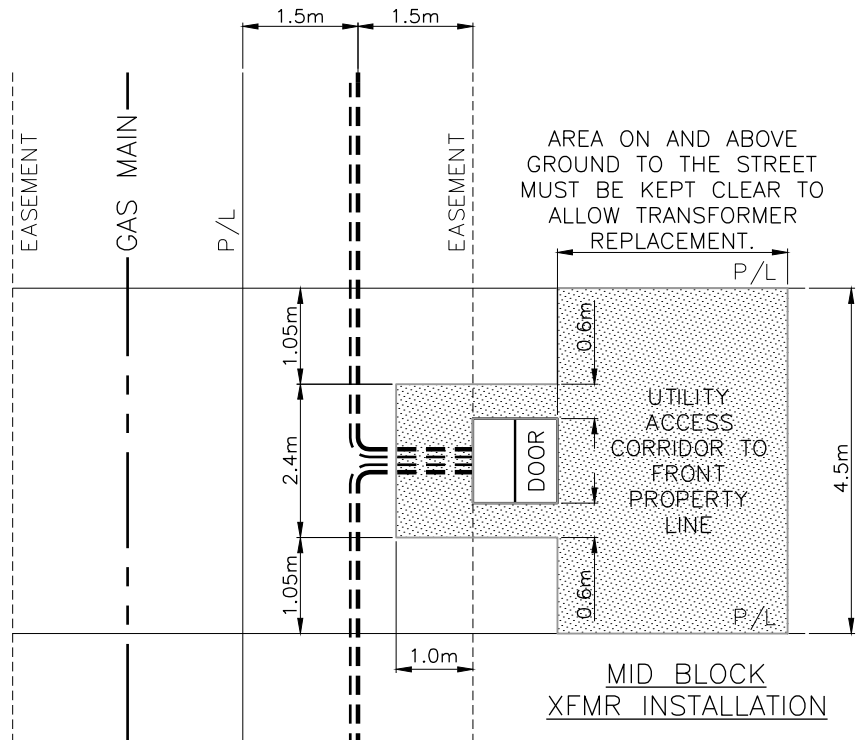 1.5m
1.5m
EASEMENT
GAS MAIN
P/L
EASEMENT
AREA ON AND ABOVE
GROUND TO THE STREET
MUST BE KEPT CLEAR TO
ALLOW TRANSFORMER
REPLACEMENT.
P/L
1.05m
0.6m
2.4m
DOOR
UTILITY
ACCESS
CORRIDOR TO
FRONT
PROPERTY
LINE
4.5m
1.05m
0.6m
P/L
1.0m
MID BLOCK
XFMR INSTALLATION